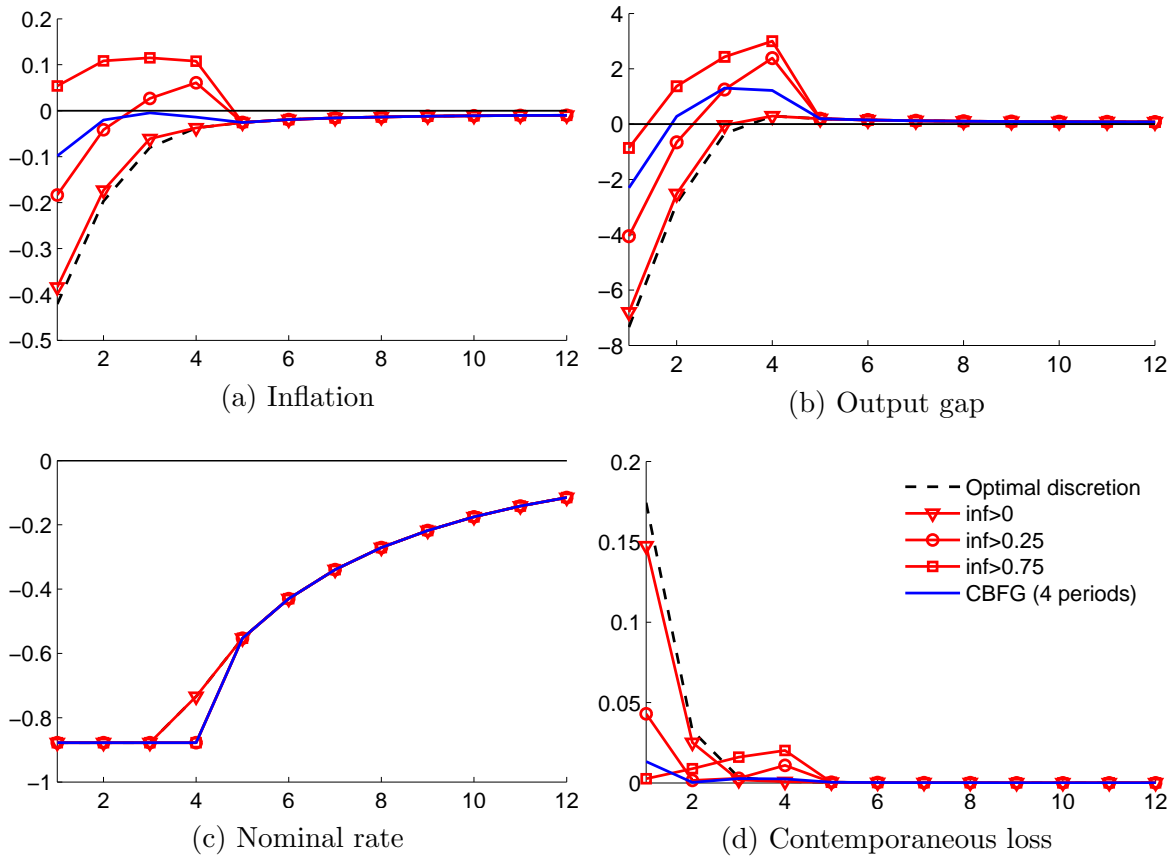 0.2
0.1
0
−0.1
−0.2
−0.3
−0.4
−0.5
2 4 6 8 10 12
(a) Inflation
4
2
0
−2
−4
−6
−8
2 4 6 8 10 12
(b) Output gap
0
−0.2
−0.4
−0.6
−0.8
−1
2 4 6 8 10 12
(c) Nominal rate
0.2
0.15
0.1
0.05
0
Optimal discretion
inf>0
inf>0.25
inf>0.75
CBFG (4 periods)
2 4 6 8 10 12
(d) Contemporaneous loss